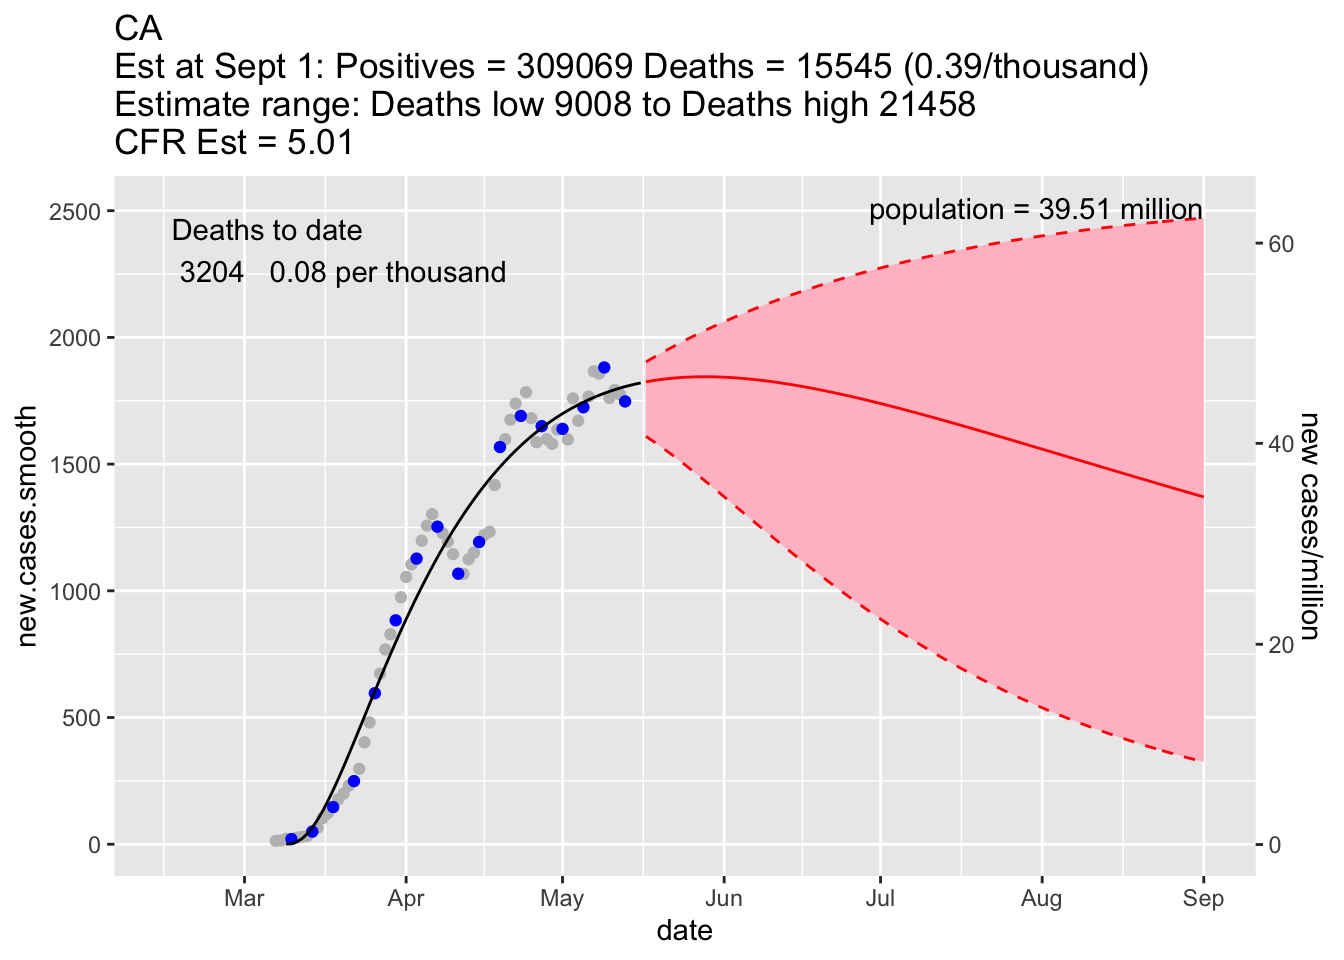 CA
Est at Sept 1: Positives = 309069 Deaths = 15545 (0.39/thousand)
Estimate range: Deaths low 9008 to Deaths high 21458
CFR Est = 5.01
population = 39.51 million
Deaths to date
3204 0.08 per thousand
2500
2000
1500
1000
500
0
new.cases.smooth
60
40
20
0
new cases/million
Mar Apr May Jun Jul Aug Sep
date